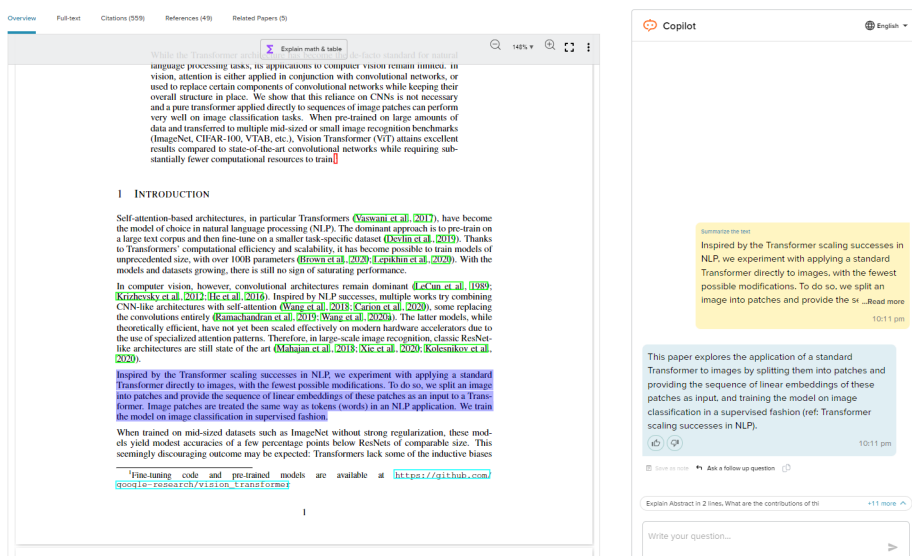 Overview Full-text Citations (559) References (49) Related Papers (5)
Explain math & table
148%
language processing tasks, its applications to computer vision remain limited. In
vision, attention is either applied in conjunction with convolutional networks, or
used to replace certain components of convolutional networks while keeping their
overall structure in place. We show that this reliance on CNNs is not necessary
and a pure transformer applied directly to sequences of image patches can perform
very well on image classification tasks. When pre-trained on large amounts of
data and transferred to multiple mid-sized or small image recognition benchmarks
(ImageNet, CIFAR-100, VTAB, etc.), Vision Transformer (ViT) attains excellent
results compared to state-of-the-art convolutional networks while requiring sub-
stantially fewer computational resources to train.1
1 INTRODUCTION
Self-attention-based architectures, in particular Transformers (Vaswani et al., 2017), have become
the model of choice in natural language processing (NLP). The dominant approach is to pre-train on
a large text corpus and then fine-tune on a smaller task-specific dataset (Devlin et al., 2019). Thanks
to Transformers' computational efficiency and scalability, it has become possible to train models of
unprecedented size, with over 100B parameters (Brown et al., 2020; Lepikhin et al., 2020). With the
models and datasets growing, there is still no sign of saturating performance.
In computer vision, however, convolutional architectures remain dominant (LeCun et al., 1989;
Krizhevsky et al., 2012; He et al., 2016). Inspired by NLP successes, multiple works try combining
CNN-like architectures with self-attention (Wang et al., 2018; Carion et al., 2020), some replacing
the convolutions entirely (Ramachandran et al., 2019; Wang et al., 2020a). The latter models, while
theoretically efficient, have not yet been scaled effectively on modern hardware accelerators due to
the use of specialized attention patterns. Therefore, in large-scale image recognition, classic ResNet-
like architectures are still state of the art (Mahajan et al., 2018; Xie et al., 2020; Kolesnikov et al.,
2020).
Inspired by the Transformer scaling successes in NLP, we experiment with applying a standard
Transformer directly to images, with the fewest possible modifications. To do so, we split an image
into patches and provide the sequence of linear embeddings of these patches as an input to a Trans-
former. Image patches are treated the same way as tokens (words) in an NLP application. We train
the model on image classification in supervised fashion.
When trained on mid-sized datasets such as ImageNet without strong regularization, these mod-
els yield modest accuracies of a few percentage points below ResNets of comparable size. This
seemingly discouraging outcome may be expected: Transformers lack some of the inductive biases
1Fine-tuning code and pre-trained models are available at https://github.com/
google-research/vision_transformer
1
Copilot English
Summarize the text
Inspired by the Transformer scaling successes in
NLP, we experiment with applying a standard
Transformer directly to images, with the fewest
possible modifications. To do so, we split an
image into patches and provide the se ...Read more
10:11 pm
This paper explores the application of a standard
Transformer to images by splitting them into patches and
providing the sequence of linear embeddings of these
patches as input, and training the model on image
classification in a supervised fashion (ref: Transformer
scaling successes in NLP).
10:11 pm
Save as note Ask a follow up question
Explain Abstract in 2 lines, What are the contributions of thi +11 more
Write your question...